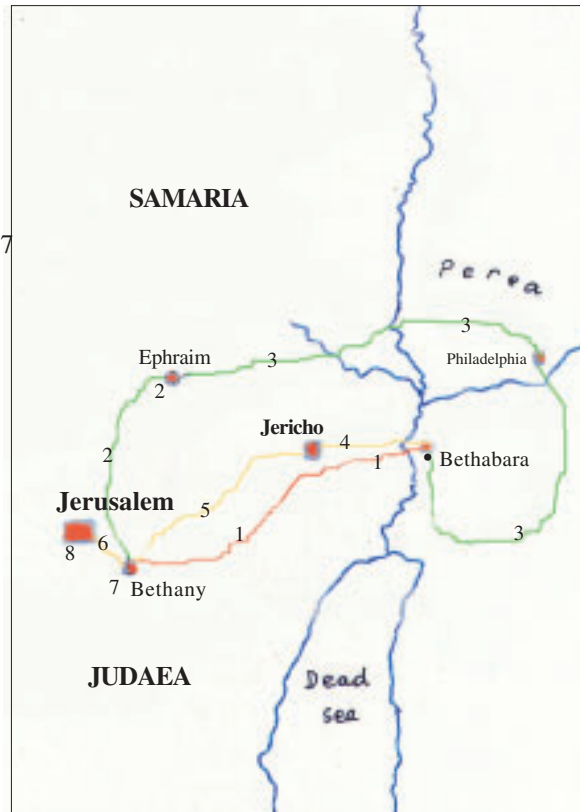 SAMARIA
7
Perea
3
Ephraim
3
Philadelphia
2
Jericho
4
2
1
Bethabara
Jerusalem
5
1
3
6
8
7 Bethany
JUDAEA
Dead
sea